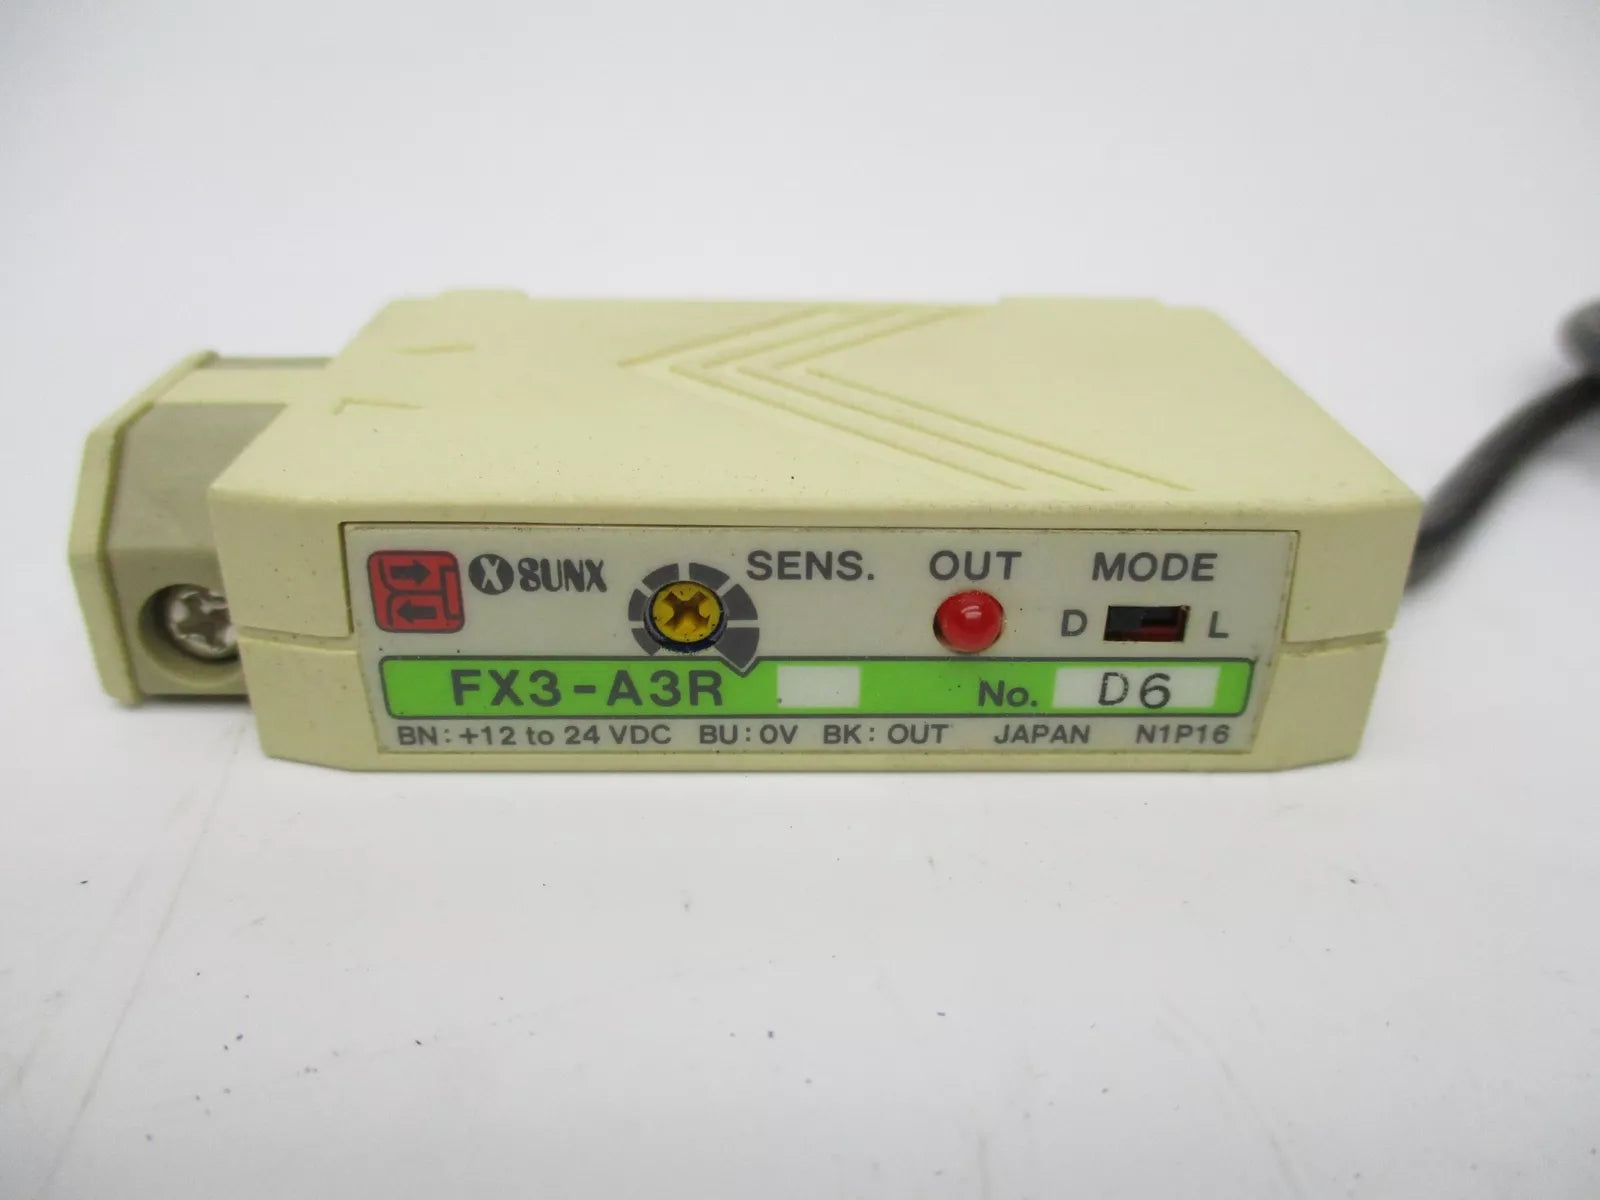 SUNX SENS. OUT MODE
D L
FX3-A3R No. D6
BN: +12 to 24 VDC BU: 0V BK: OUT JAPAN N1P16